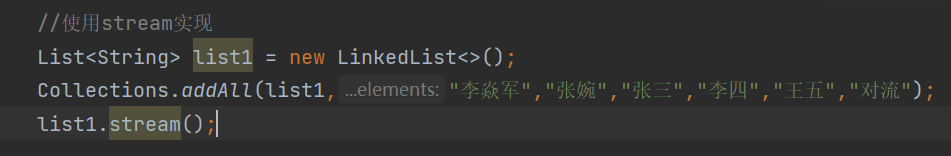 //使用stream实现
List<String> list1 = new LinkedList<>();
Collections.addAll(list1, ...elements: "李焱军","张婉","张三","李四","王五","对流");
list1.stream();